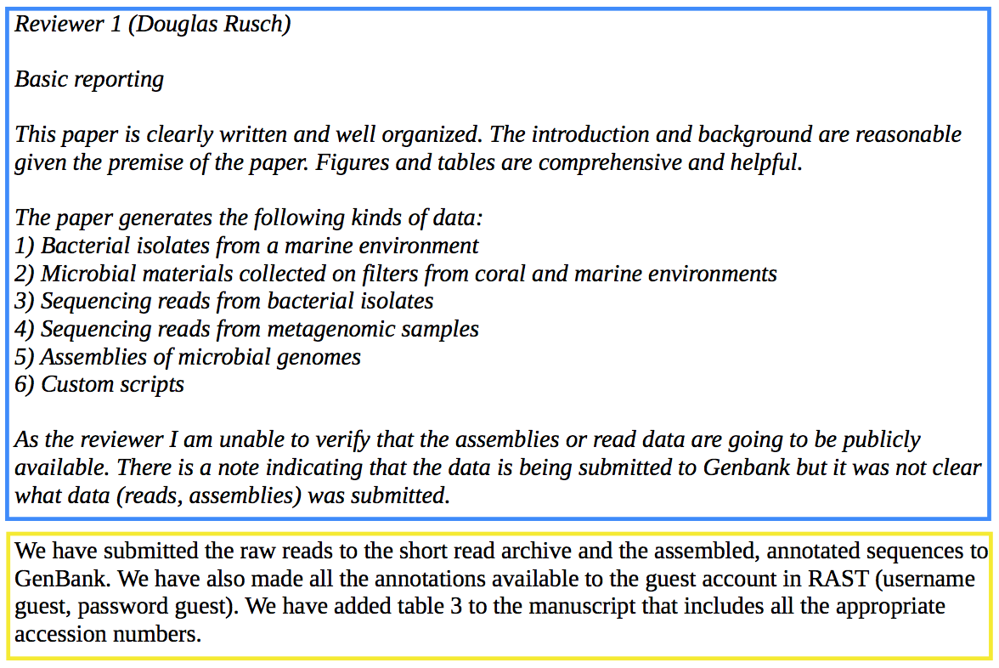 Reviewer 1 (Douglas Rusch)
Basic reporting
This paper is clearly written and well organized. The introduction and background are reasonable
given the premise of the paper. Figures and tables are comprehensive and helpful.
The paper generates the following kinds of data:
1) Bacterial isolates from a marine environment
2) Microbial materials collected on filters from coral and marine environments
3) Sequencing reads from bacterial isolates
4) Sequencing reads from metagenomic samples
5) Assemblies of microbial genomes
6) Custom scripts
As the reviewer I am unable to verify that the assemblies or read data are going to be publicly
available. There is a note indicating that the data is being submitted to Genbank but it was not clear
what data (reads, assemblies) was submitted.
We have submitted the raw reads to the short read archive and the assembled, annotated sequences to
GenBank. We have also made all the annotations available to the guest account in RAST (username
guest, password guest). We have added table 3 to the manuscript that includes all the appropriate
accession numbers.